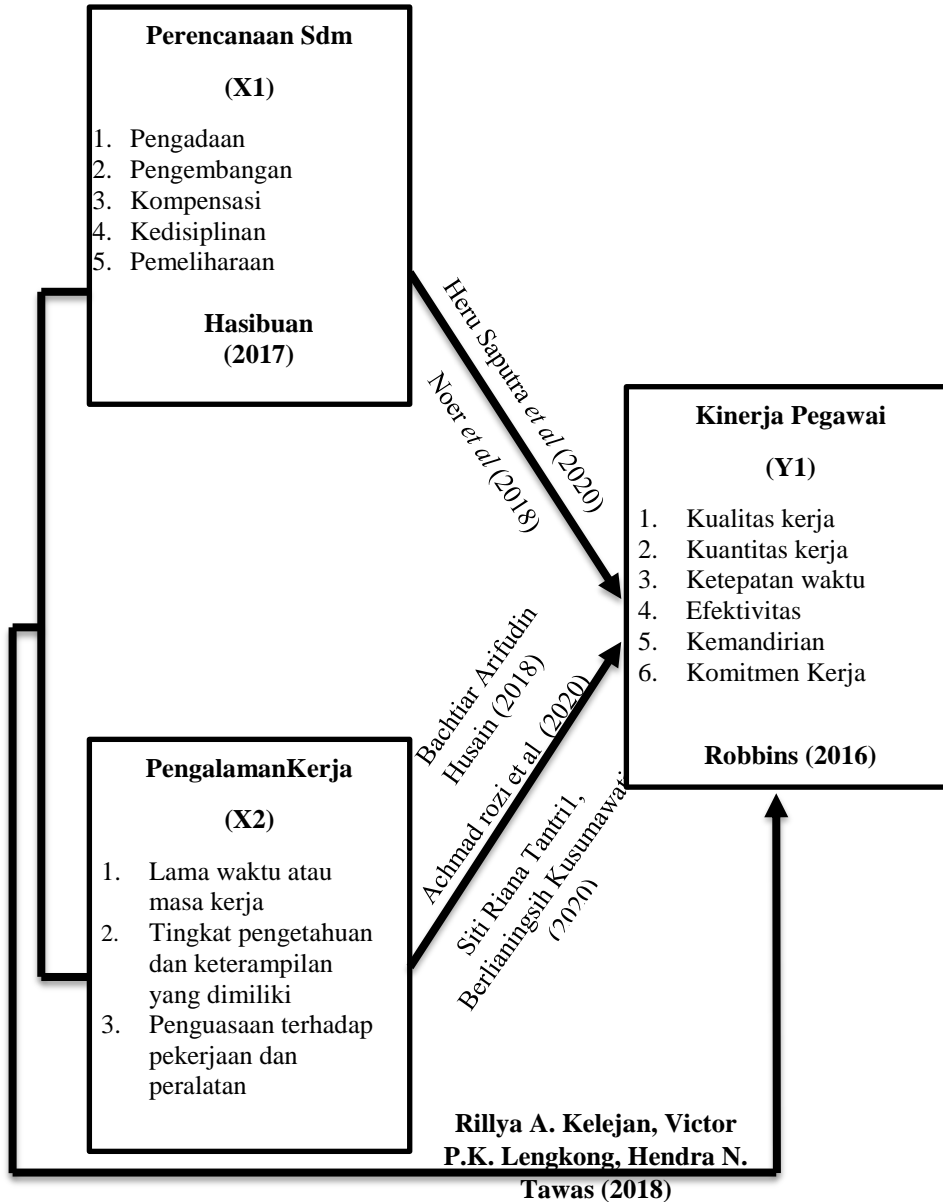 Perencanaan Sdm
(X1)
1. Pengadaan
2. Pengembangan
3. Kompensasi
4. Kedisiplinan
5. Pemeliharaan
Hasibuan
(2017)
Heru Saputra et al (2020)
Noer et al (2018)
Kinerja Pegawai
(Y1)
1. Kualitas kerja
2. Kuantitas kerja
3. Ketepatan waktu
4. Efektivitas
5. Kemandirian
6. Komitmen Kerja
Robbins (2016)
Bachtiar Arifudin
Husain (2018)
Achmad rozi et al (2020)
Siti Riana Tantri1,
Berlianingsih Kusumawati
(2020)
PengalamanKerja
(X2)
1. Lama waktu atau
masa kerja
2. Tingkat pengetahuan
dan keterampilan
yang dimiliki
3. Penguasaan terhadap
pekerjaan dan
peralatan
Rillya A. Kelejan, Victor
P.K. Lengkong, Hendra N.
Tawas (2018)